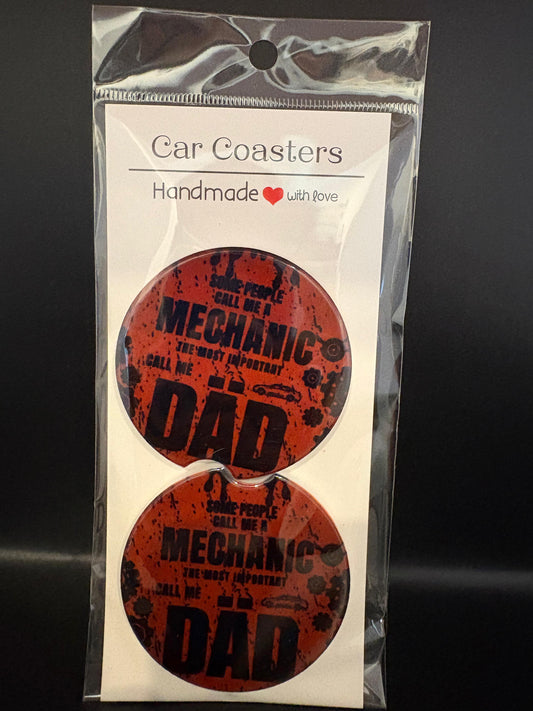 Car Coasters
Handmade with love
SOME PEOPLE
CALL ME A
MECHANIC
THE MOST IMPORTANT
CALL ME
DAD
SOME PEOPLE
CALL ME A
MECHANIC
THE MOST IMPORTANT
CALL ME
DAD